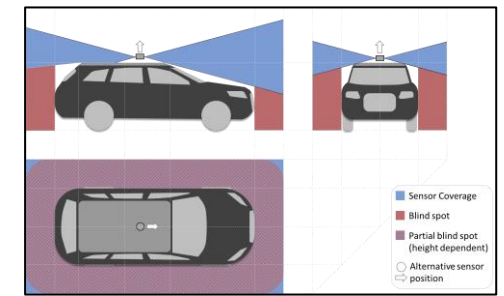 Sensor Coverage
Blind spot
Partial blind spot
(height dependent)
Alternative sensor
position